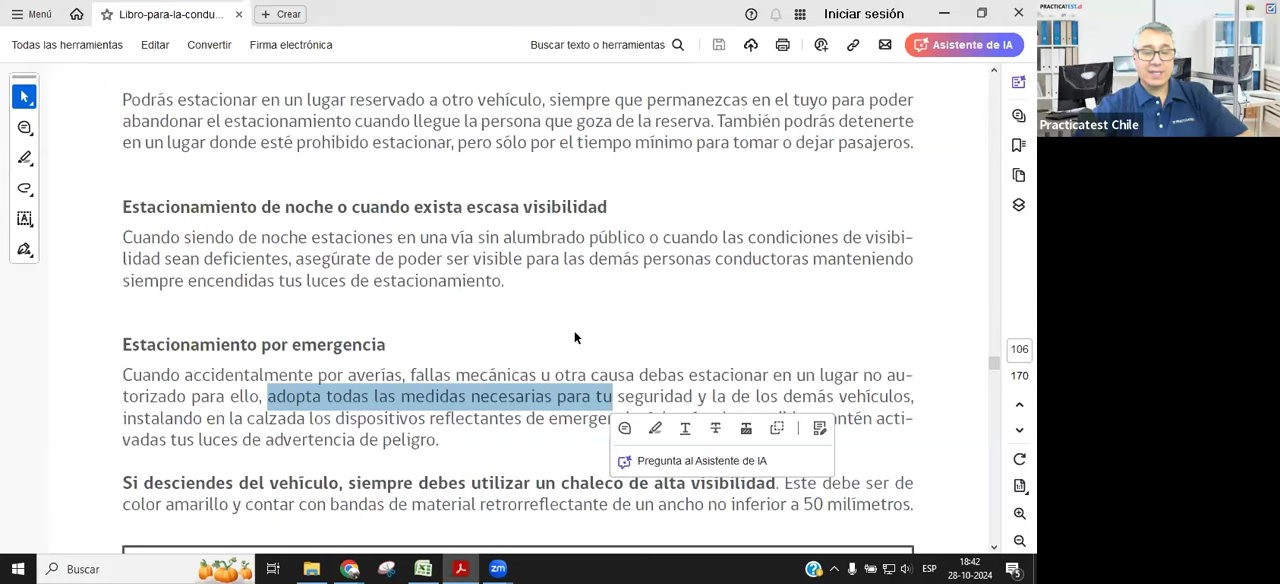 Menú
Libro-para-la-condu...
Crear
Iniciar sesión
PRACTICATEST.cl
Todas las herramientas
Editar
Convertir
Firma electrónica
Buscar texto o herramientas
Asistente de IA
Podrás estacionar en un lugar reservado a otro vehículo, siempre que permanezcas en el tuyo para poder
abandonar el estacionamiento cuando llegue la persona que goza de la reserva. También podrás detenerte
en un lugar donde esté prohibido estacionar, pero sólo por el tiempo mínimo para tomar o dejar pasajeros.
Practicatest Chile
Estacionamiento de noche o cuando exista escasa visibilidad
Cuando siendo de noche estaciones en una vía sin alumbrado público o cuando las condiciones de visibi-
lidad sean deficientes, asegúrate de poder ser visible para las demás personas conductoras manteniendo
siempre encendidas tus luces de estacionamiento.
Estacionamiento por emergencia
Cuando accidentalmente por averías, fallas mecánicas u otra causa debas estacionar en un lugar no au-
torizado para ello, adopta todas las medidas necesarias para tu seguridad y la de los demás vehículos,
instalando en la calzada los dispositivos reflectantes de emergen
ntén acti-
vadas tus luces de advertencia de peligro.
Pregunta al Asistente de IA
Si desciendes del vehículo, siempre debes utilizar un chaleco de alta visibilidad. Este debe ser de
color amarillo y contar con bandas de material retrorreflectante de un ancho no inferior a 50 milímetros.
106
170
Buscar
zm
ESP
18:42
28-10-2024
5